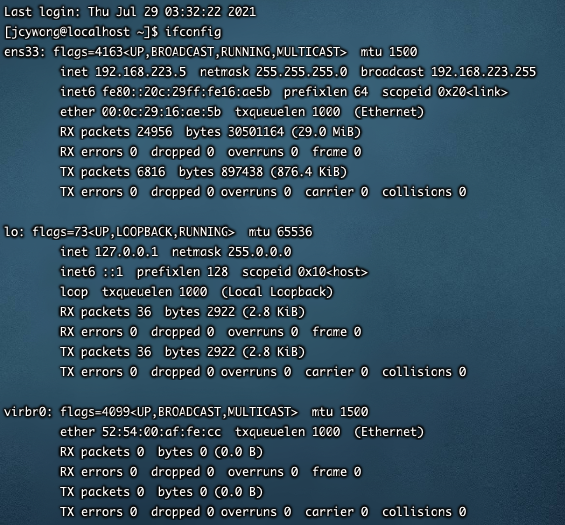 Last login: Thu Jul 29 03:32:22 2021
[jcywong@localhost ~]$ ifconfig
ens33: flags=4163<UP,BROADCAST,RUNNING,MULTICAST>  mtu 1500
        inet 192.168.223.5  netmask 255.255.255.0  broadcast 192.168.223.255
        inet6 fe80::20c:29ff:fe16:ae5b  prefixlen 64  scopeid 0x20<link>
        ether 00:0c:29:16:ae:5b  txqueuelen 1000  (Ethernet)
        RX packets 24956  bytes 30501164 (29.0 MiB)
        RX errors 0  dropped 0  overruns 0  frame 0
        TX packets 6816  bytes 897438 (876.4 KiB)
        TX errors 0  dropped 0 overruns 0  carrier 0  collisions 0

lo: flags=73<UP,LOOPBACK,RUNNING>  mtu 65536
        inet 127.0.0.1  netmask 255.0.0.0
        inet6 ::1  prefixlen 128  scopeid 0x10<host>
        loop  txqueuelen 1000  (Local Loopback)
        RX packets 36  bytes 2922 (2.8 KiB)
        RX errors 0  dropped 0  overruns 0  frame 0
        TX packets 36  bytes 2922 (2.8 KiB)
        TX errors 0  dropped 0 overruns 0  carrier 0  collisions 0

virbr0: flags=4099<UP,BROADCAST,MULTICAST>  mtu 1500
        ether 52:54:00:af:fe:cc  txqueuelen 1000  (Ethernet)
        RX packets 0  bytes 0 (0.0 B)
        RX errors 0  dropped 0  overruns 0  frame 0
        TX packets 0  bytes 0 (0.0 B)
        TX errors 0  dropped 0 overruns 0  carrier 0  collisions 0